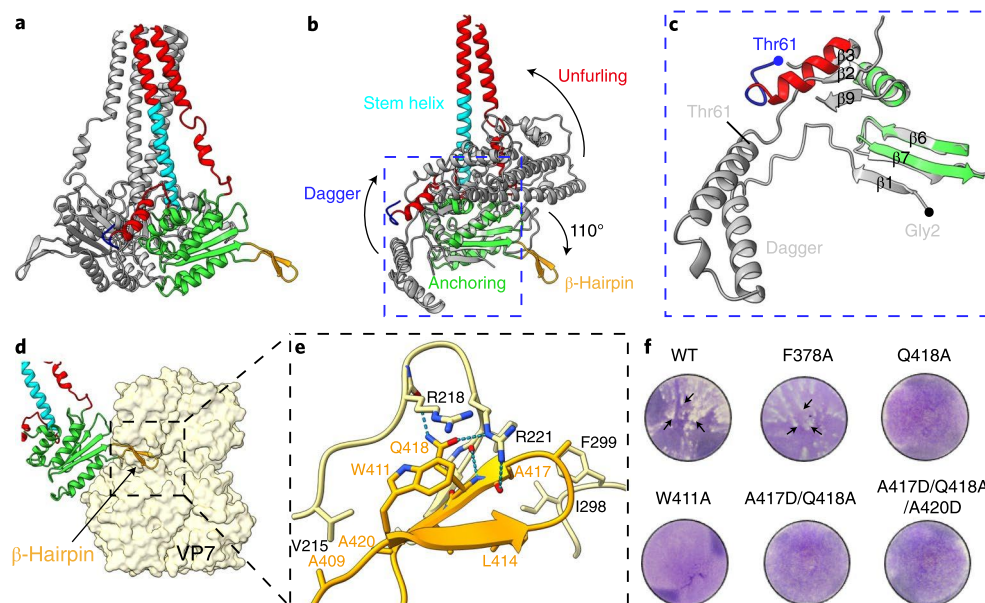 a
b
Stem helix
Unfurling
Dagger
110°
Anchoring
β-Hairpin
c
Thr61
β3
β2
β9
Thr61
β6
β7
β1
Gly2
Dagger
d
β-Hairpin
VP7
e
R218
Q418
R221
F299
W411
A417
I298
V215
A420
A409
L414
f
WT
F378A
Q418A
W411A
A417D/Q418A
A417D/Q418A
/A420D